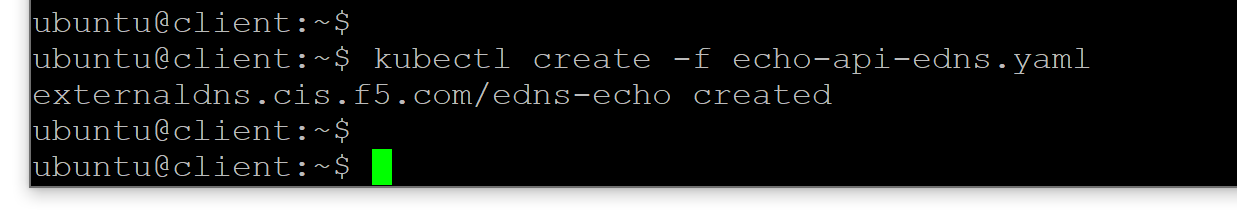 ubuntu@client:~$
ubuntu@client:~$ kubectl create -f echo-api-edns.yaml
externaldns.cis.f5.com/edns-echo created
ubuntu@client:~$
ubuntu@client:~$